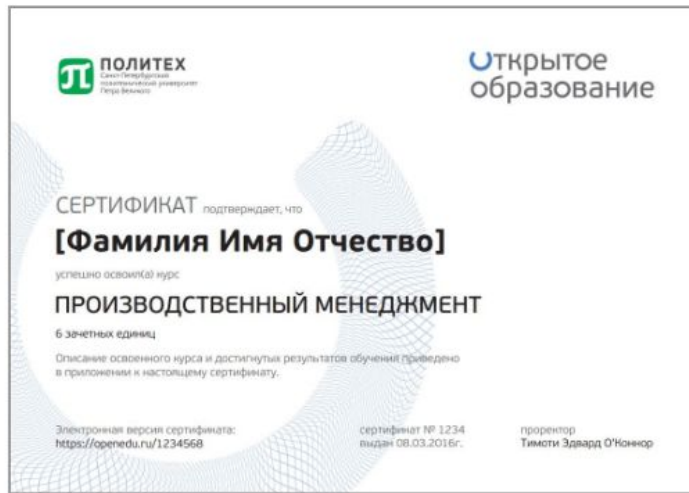 ПОЛИТЕХ
Санкт-Петербургский
политехнический университет
Петра Великого
Открытое
образование
СЕРТИФИКАТ подтверждает, что
[Фамилия Имя Отчество]
успешно освоил(а) курс
ПРОИЗВОДСТВЕННЫЙ МЕНЕДЖМЕНТ
6 зачетных единиц
Описание освоенного курса и достигнутых результатов обучения приведено
в приложении к настоящему сертификату.
Электронная версия сертификата:
https://openedu.ru/1234568
сертификат № 1234
выдан 08.03.2016г.
проректор
Тимоти Эдвард О'Коннор